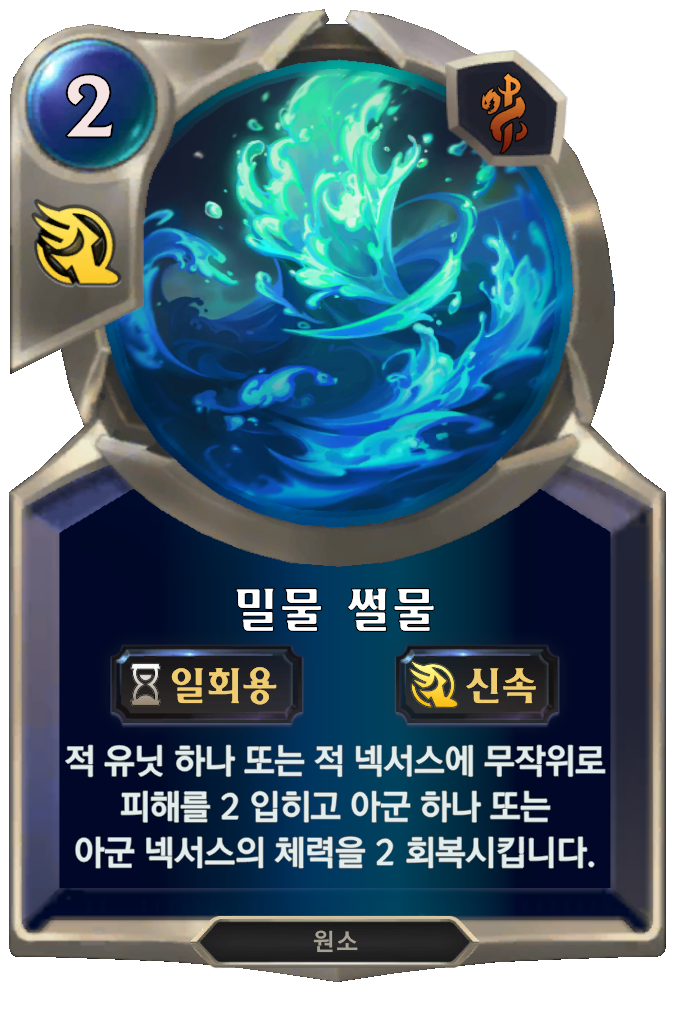 2
밀물 썰물
일회용 신속
적 유닛 하나 또는 적 넥서스에 무작위로
피해를 2 입히고 아군 하나 또는
아군 넥서스의 체력을 2 회복시킵니다.
원소